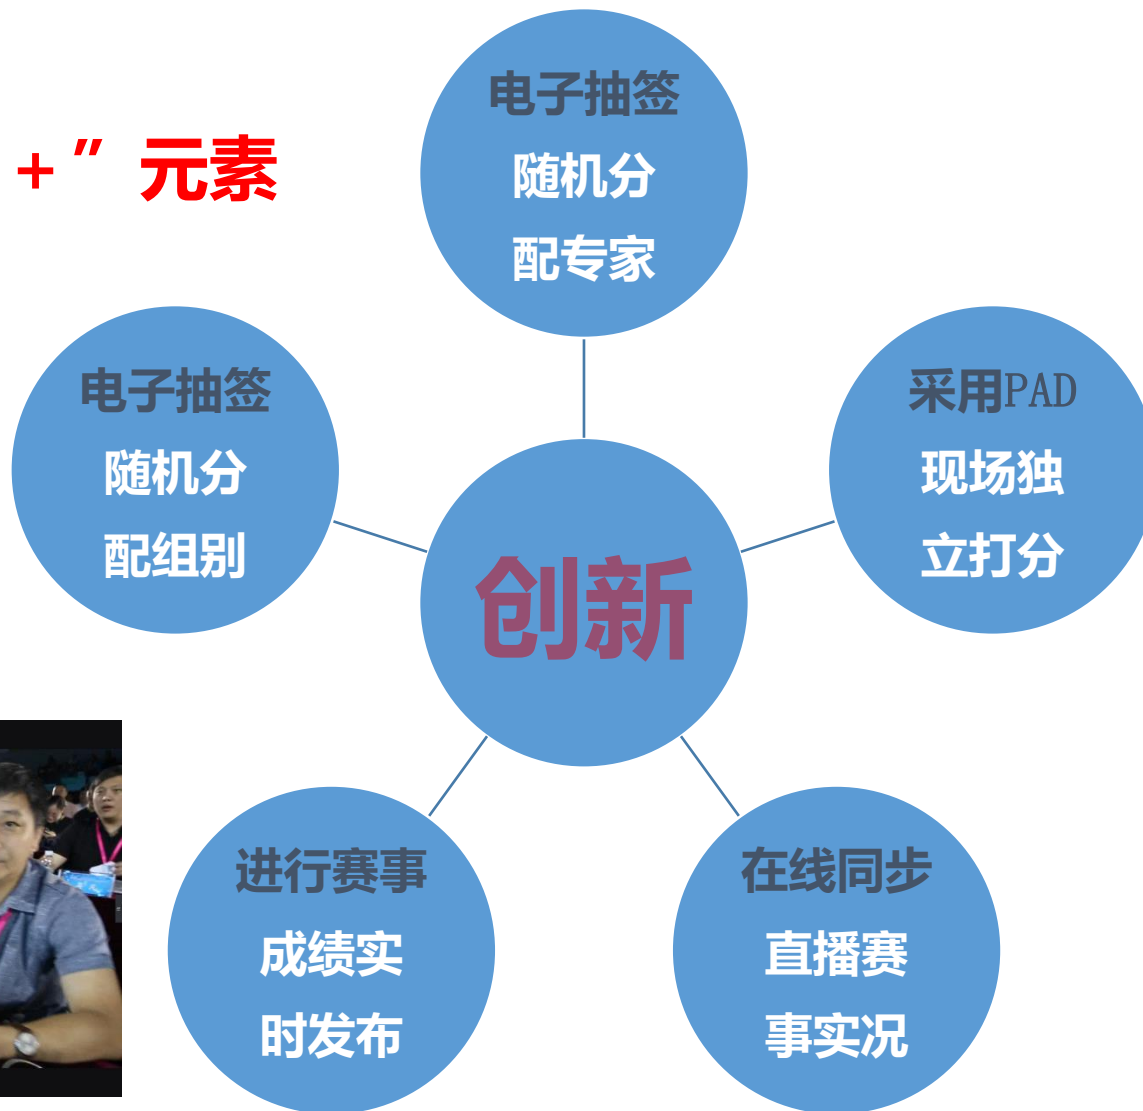 + ” 元素
电子抽签
随机分
配专家
电子抽签
随机分
配组别
采用PAD
现场独
立打分
创新
进行赛事
成绩实
时发布
在线同步
直播赛
事实况